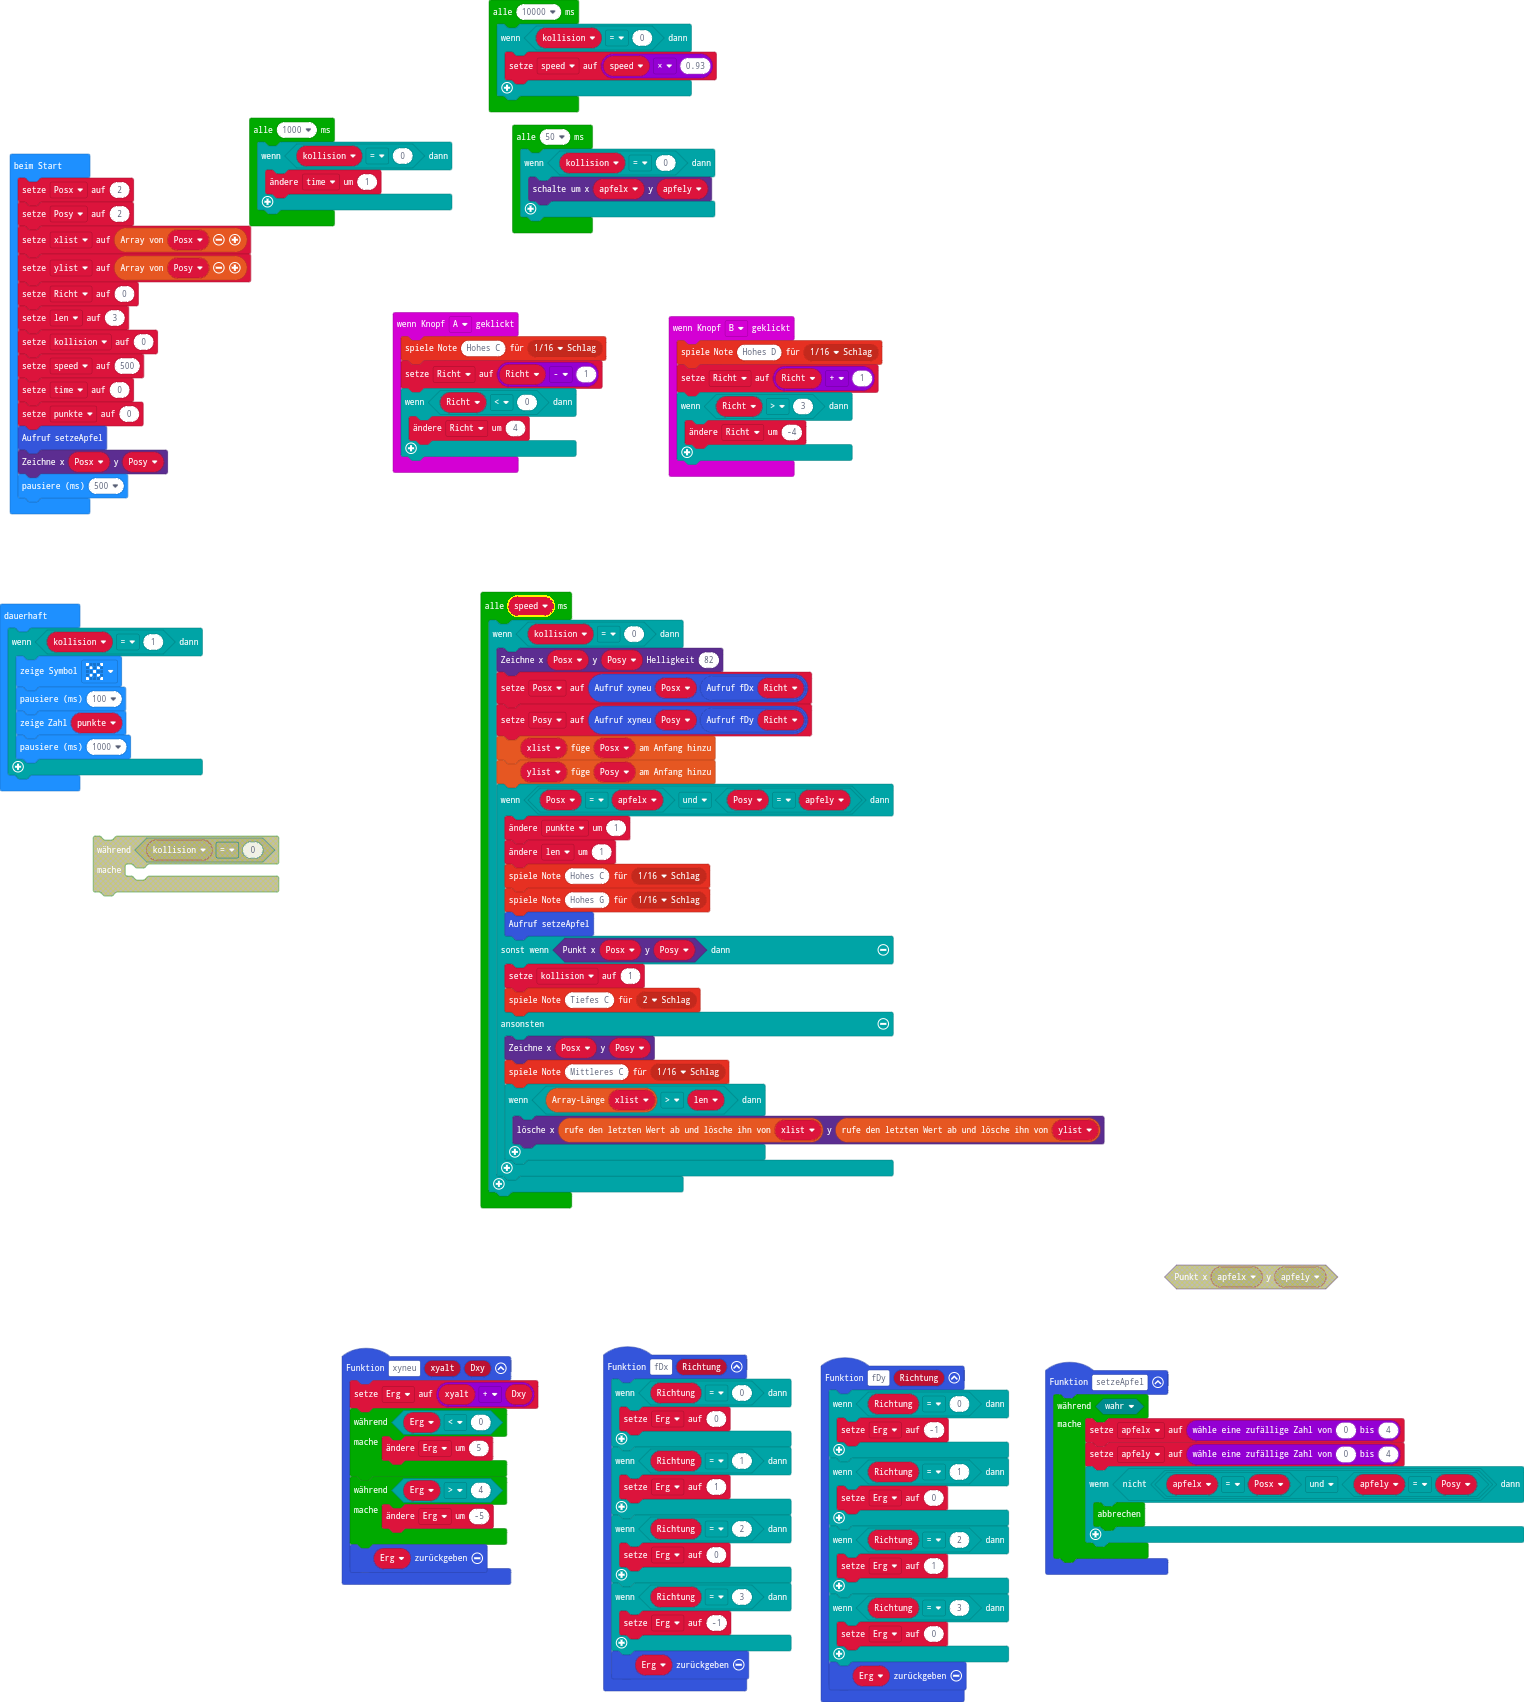 alle 10000 ms
wenn kollision = 0 dann
setze speed auf speed × 0.93
alle 1000 ms
wenn kollision = 0 dann
ändere time um 1
alle 50 ms
wenn kollision = 0 dann
schalte um x apfelx y apfely
beim Start
setze Posx auf 2
setze Posy auf 2
setze xlist auf Array von Posx
setze ylist auf Array von Posy
setze Richt auf 0
setze len auf 3
setze kollision auf 0
setze speed auf 500
setze time auf 0
setze punkte auf 0
Aufruf setzeApfel
Zeichne x Posx y Posy
pausiere (ms) 500
wenn Knopf A geklickt
spiele Note Hohes C für 1/16 Schlag
setze Richt auf Richt - 1
wenn Richt < 0 dann
ändere Richt um 4
wenn Knopf B geklickt
spiele Note Hohes D für 1/16 Schlag
setze Richt auf Richt + 1
wenn Richt > 3 dann
ändere Richt um -4
dauerhaft
wenn kollision = 1 dann
zeige Symbol
pausiere (ms) 100
zeige Zahl punkte
pausiere (ms) 1000
während kollision = 0
mache
alle speed ms
wenn kollision = 0 dann
Zeichne x Posx y Posy Helligkeit 82
setze Posx auf Aufruf xyneu Posx Aufruf fDx Richt
setze Posy auf Aufruf xyneu Posy Aufruf fDy Richt
xlist füge Posx am Anfang hinzu
ylist füge Posy am Anfang hinzu
wenn Posx = apfelx und Posy = apfely dann
ändere punkte um 1
ändere len um 1
spiele Note Hohes C für 1/16 Schlag
spiele Note Hohes G für 1/16 Schlag
Aufruf setzeApfel
sonst wenn Punkt x Posx y Posy dann
setze kollision auf 1
spiele Note Tiefes C für 2 Schlag
ansonsten
Zeichne x Posx y Posy
spiele Note Mittleres C für 1/16 Schlag
wenn Array-Länge xlist > len dann
lösche x rufe den letzten Wert ab und lösche ihn von xlist y rufe den letzten Wert ab und lösche ihn von ylist
Punkt x apfelx y apfely
Funktion xyneu xyalt Dxy
setze Erg auf xyalt + Dxy
während Erg < 0
mache
ändere Erg um 5
während Erg > 4
mache
ändere Erg um -5
Erg zurückgeben
Funktion fDx Richtung
wenn Richtung = 0 dann
setze Erg auf 0
wenn Richtung = 1 dann
setze Erg auf 1
wenn Richtung = 2 dann
setze Erg auf 0
wenn Richtung = 3 dann
setze Erg auf -1
Erg zurückgeben
Funktion fDy Richtung
wenn Richtung = 0 dann
setze Erg auf -1
wenn Richtung = 1 dann
setze Erg auf 0
wenn Richtung = 2 dann
setze Erg auf 1
wenn Richtung = 3 dann
setze Erg auf 0
Erg zurückgeben
Funktion setzeApfel
während wahr
mache
setze apfelx auf wähle eine zufällige Zahl von 0 bis 4
setze apfely auf wähle eine zufällige Zahl von 0 bis 4
wenn nicht apfelx = Posx und apfely = Posy dann
abbrechen